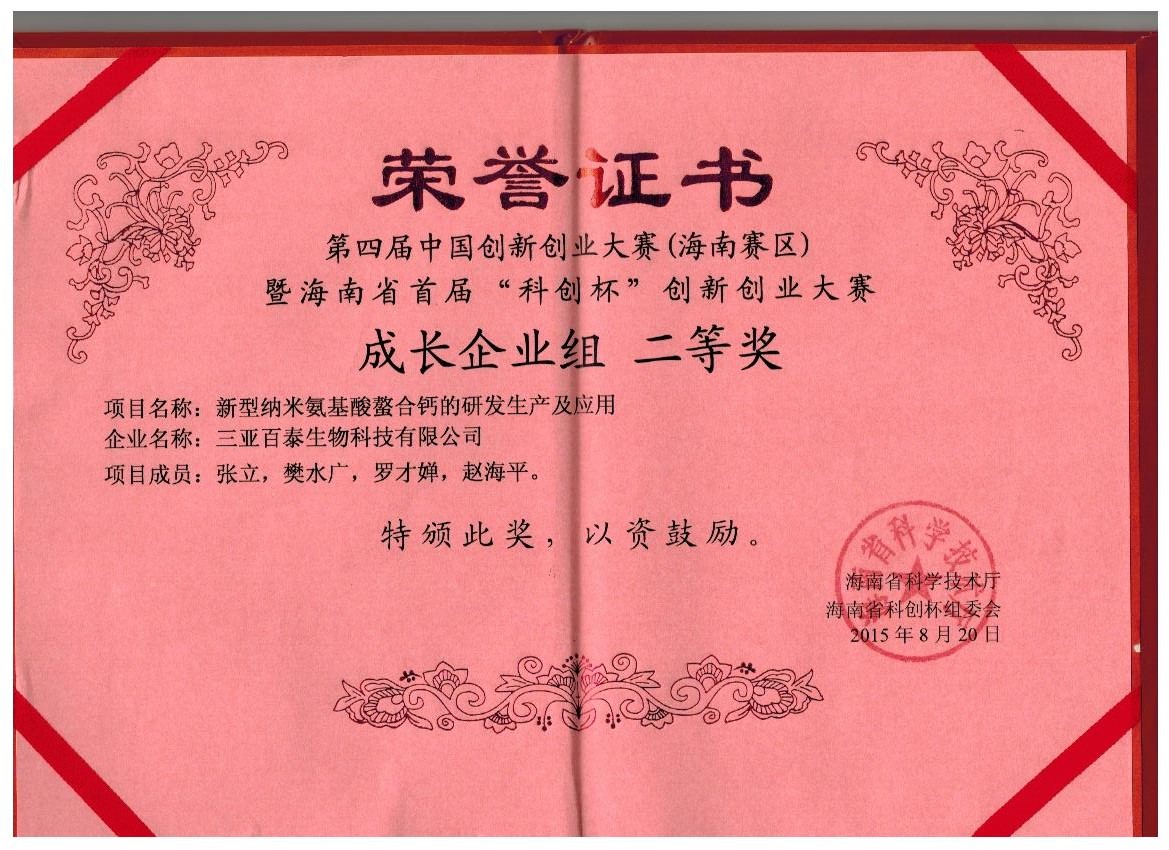 荣誉证书
第四届中国创新创业大赛(海南赛区)
暨海南省首届“科创杯”创新创业大赛
成长企业组 二等奖
项目名称：新型纳米氨基酸螯合钙的研发生产及应用
企业名称：三亚百泰生物科技有限公司
项目成员：张立，樊水广，罗才婵，赵海平。
特颁此奖，以资鼓励。
海南省科学技术厅
海南省科创杯组委会
2015年8月20日